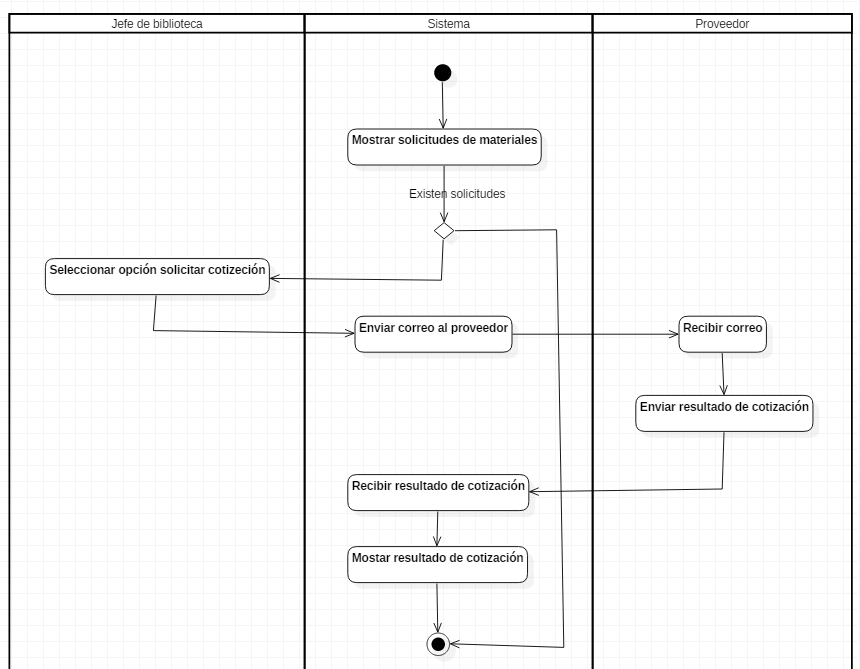 Jefe de biblioteca
Sistema
Proveedor
Mostrar solicitudes de materiales
Existen solicitudes
Seleccionar opción solicitar cotizeción
Enviar correo al proveedor
Recibir correo
Enviar resultado de cotización
Recibir resultado de cotización
Mostar resultado de cotización